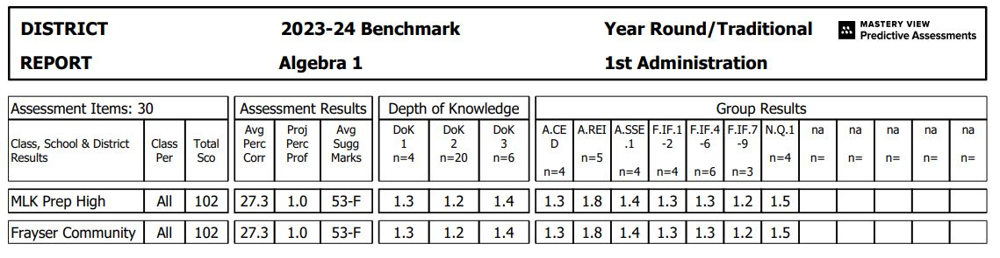 DISTRICT 2023-24 Benchmark Year Round/Traditional MASTERY VIEW
Predictive Assessments
REPORT Algebra 1 1st Administration
Assessment Items: 30 Assessment Results Depth of Knowledge Group Results
Class, School & District Results Class Per Total Sco Avg Perc Corr Proj Perc Prof Avg Sugg Marks DoK 1 n=4 DoK 2 n=20 DoK 3 n=6 A.CE D n=4 A.REI n=5 A.SSE .1 n=4 F.IF.1 -2 n=4 F.IF.4 -6 n=6 F.IF.7 -9 n=3 N.Q.1 n=4 na n= na n= na n= na n= na n=
MLK Prep High All 102 27.3 1.0 53-F 1.3 1.2 1.4 1.3 1.8 1.4 1.3 1.3 1.2 1.5
Frayser Community All 102 27.3 1.0 53-F 1.3 1.2 1.4 1.3 1.8 1.4 1.3 1.3 1.2 1.5